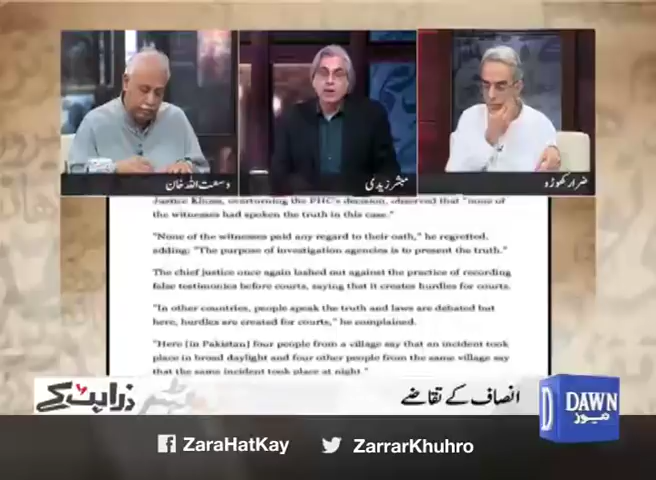 وسعت اللہ خان
مبشر زیدی
ضرار کھوڑو
Justice Khosa, overturning the PHC's decision, observed that "none of
the witnesses had spoken the truth in this case."
"None of the witnesses paid any regard to their oath," he regretted,
adding: "The purpose of investigation agencies is to present the truth."
The chief justice once again lashed out against the practice of recording
false testimonies before courts, saying that it creates hurdles for courts.
"In other countries, people speak the truth and laws are debated but
here, hurdles are created for courts," he complained.
"Here [in Pakistan] four people from a village say that an incident took
place in broad daylight and four other people from the same village say
that the same incident took place at night."
ذرا ہٹ کے
انصاف کے تقاضے
D DAWN
نیوز
ZaraHatKay
ZarrarKhuhro